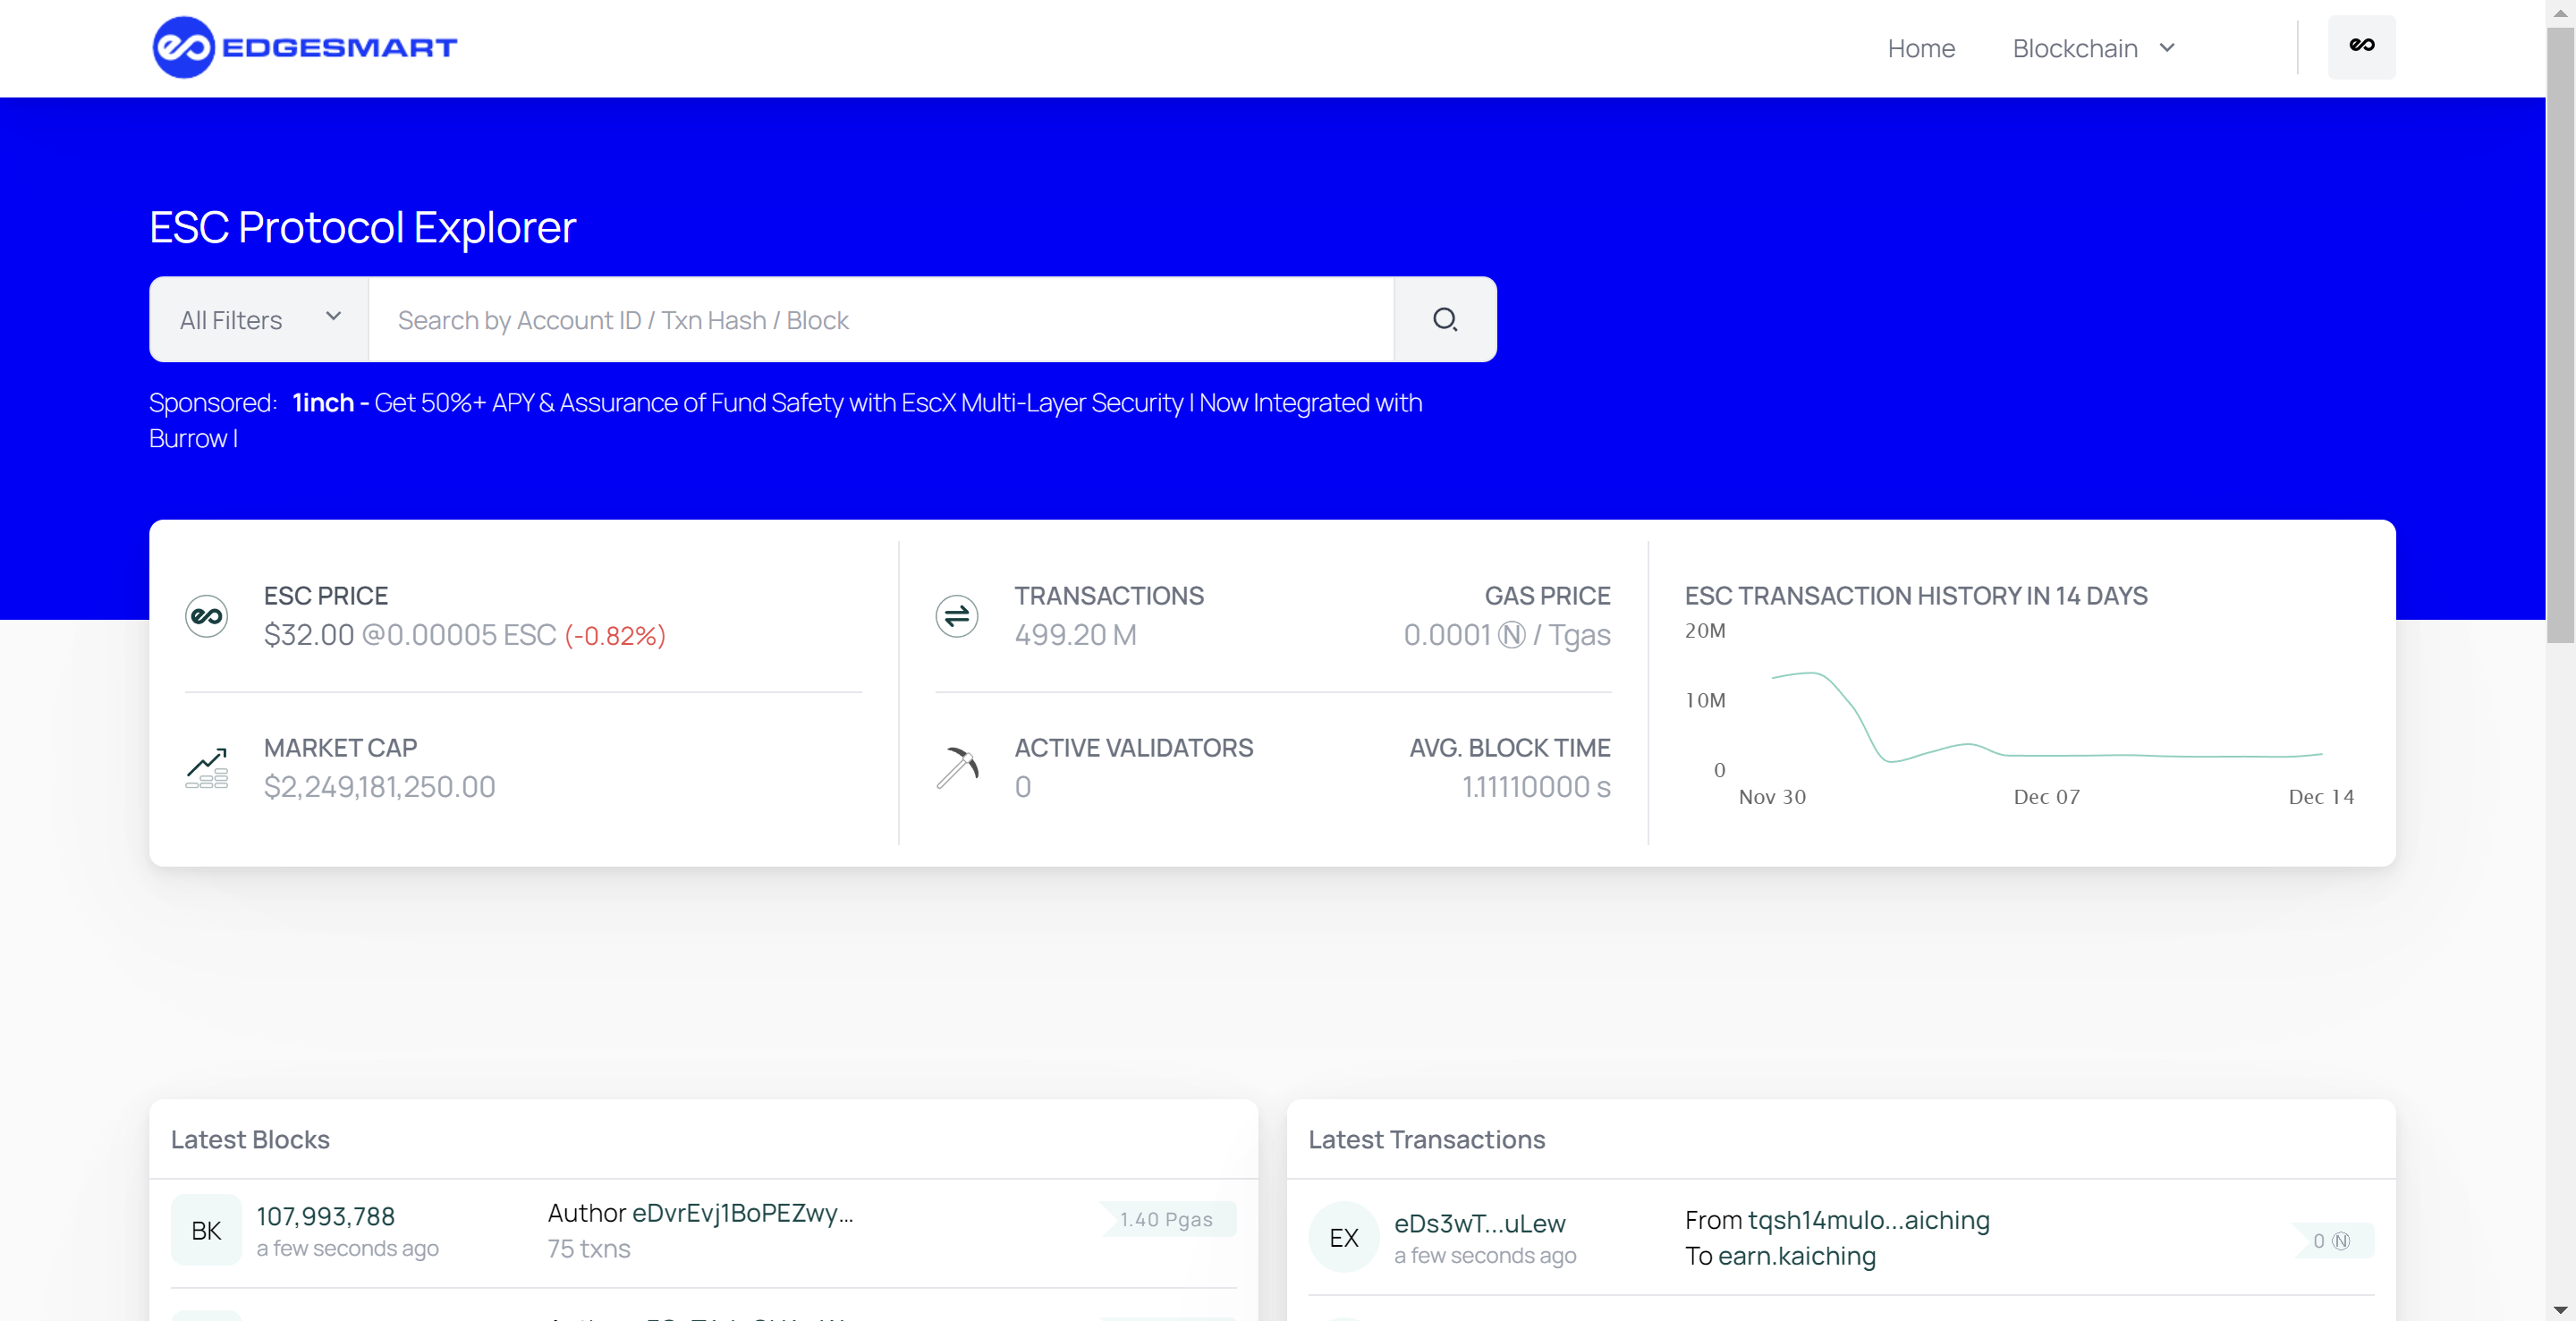 EDGESMART
Home
Blockchain
ESC Protocol Explorer
All Filters
Search by Account ID / Txn Hash / Block
Sponsored: 1inch - Get 50%+ APY & Assurance of Fund Safety with EscX Multi-Layer Security | Now Integrated with
Burrow |
ESC PRICE
$32.00 @0.00005 ESC (-0.82%)
MARKET CAP
$2,249,181,250.00
TRANSACTIONS
499.20 M
GAS PRICE
0.0001 Ⓝ / Tgas
ACTIVE VALIDATORS
0
AVG. BLOCK TIME
1.11110000 s
ESC TRANSACTION HISTORY IN 14 DAYS
20M
10M
0
Nov 30
Dec 07
Dec 14
Latest Blocks
BK
107,993,788
a few seconds ago
Author eDvrEvj1BoPEZwy...
75 txns
1.40 Pgas
Latest Transactions
EX
eDs3wT...uLew
a few seconds ago
From tqsh14mulo...aiching
To earn.kaiching
0 Ⓝ